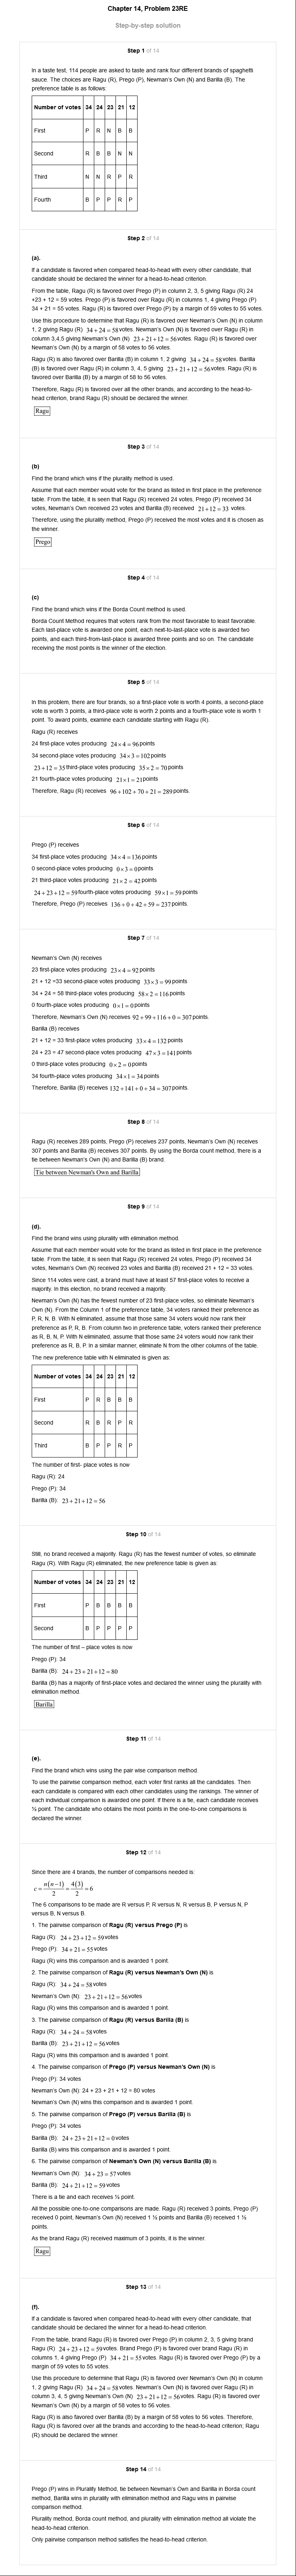 Chapter 14, Problem 23RE
Step-by-step solution
Step 1 of 14
In a taste test, 114 people are asked to taste and rank four different brands of spaghetti
sauce. The choices are Ragu (R), Prego (P), Newman's Own (N) and Barilla (B). The
preference table is as follows:
Number of votes 34 24 23 21 12
First P R N B B
Second R B B N N
Third N N R P R
Fourth B P P R P
Step 2 of 14
(a).
If a candidate is favored when compared head-to-head with every other candidate, that
candidate should be declared the winner for a head-to-head criterion.
From the table, Ragu (R) is favored over Prego (P) in column 2, 3, 5 giving Ragu (R) 24
+23 + 12 = 59 votes. Prego (P) is favored over Ragu (R) in columns 1, 4 giving Prego (P)
34 + 21 = 55 votes. Ragu (R) is favored over Prego (P) by a margin of 59 votes to 55 votes.
Use this procedure to determine that Ragu (R) is favored over Newman's Own (N) in column
1, 2 giving Ragu (R) 34+24=58 votes. Newman's Own (N) is favored over Ragu (R) in
column 3,4,5 giving Newman's Own (N) 23+21+12=56 votes. Ragu (R) is favored over
Newman's Own (N) by a margin of 58 votes to 56 votes.
Ragu (R) is also favored over Barilla (B) in column 1, 2 giving 34+24=58 votes. Barilla
(B) is favored over Ragu (R) in column 3, 4, 5 giving 23+21+12=56 votes. Ragu (R) is
favored over Barilla (B) by a margin of 58 to 56 votes.
Therefore, Ragu (R) is favored over all the other brands, and according to the head-to-
head criterion, brand Ragu (R) should be declared the winner.
Ragu
Step 3 of 14
(b)
Find the brand which wins if the plurality method is used.
Assume that each member would vote for the brand as listed in first place in the preference
table. From the table, it is seen that Ragu (R) received 24 votes, Prego (P) received 34
votes, Newman's Own (N) received 23 votes and Barilla (B) received 21+12=33 votes.
Therefore, using the plurality method, Prego (P) received the most votes and it is chosen as
the winner.
Prego
Step 4 of 14
(c)
Find the brand which wins if the Borda Count method is used.
Borda Count Method requires that voters rank from the most favorable to least favorable.
Each last-place vote is awarded one point, each next-to-last-place vote is awarded two
points, and each third-from-last-place is awarded three points and so on. The candidate
receiving the most points is the winner of the election.
Step 5 of 14
In this problem, there are four brands, so a first-place vote is worth 4 points, a second-place
vote is worth 3 points, a third-place vote is worth 2 points and a fourth-place vote is worth 1
point. To award points, examine each candidate starting with Ragu (R).
Ragu (R) receives
24 first-place votes producing 24×4=96 points
34 second-place votes producing 34×3=102 points
23+12=35 third-place votes producing 35×2=70 points
21 fourth-place votes producing 21×1=21 points
Therefore, Ragu (R) receives 96+102+70+21=289 points.
Step 6 of 14
Prego (P) receives
34 first-place votes producing 34×4=136 points
0 second-place votes producing 0×3=0 points
21 third-place votes producing 21×2=42 points
24+23+12=59 fourth-place votes producing 59×1=59 points
Therefore, Prego (P) receives 136+0+42+59=237 points.
Step 7 of 14
Newman's Own (N) receives
23 first-place votes producing 23×4=92 points
21 + 12 =33 second-place votes producing 33×3=99 points
34 + 24 = 58 third-place votes producing 58×2=116 points
0 fourth-place votes producing 0×1=0 points
Therefore, Newman's Own (N) receives 92+99+116+0=307 points.
Barilla (B) receives
21 + 12 = 33 first-place votes producing 33×4=132 points
24 + 23 = 47 second-place votes producing 47×3=141 points
0 third-place votes producing 0×2=0 points
34 fourth-place votes producing 34×1=34 points
Therefore, Barilla (B) receives 132+141+0+34=307 points.
Step 8 of 14
Ragu (R) receives 289 points, Prego (P) receives 237 points, Newman's Own (N) receives
307 points and Barilla (B) receives 307 points. By using the Borda count method, there is a
tie between Newman's Own (N) and Barilla (B) brand.
Tie between Newman's Own and Barilla
Step 9 of 14
(d).
Find the brand wins using plurality with elimination method.
Assume that each member would vote for the brand as listed in first place in the preference
table. From the table, it is seen that Ragu (R) received 24 votes, Prego (P) received 34
votes, Newman's Own (N) received 23 votes and Barilla (B) received 21 + 12 = 33 votes.
Since 114 votes were cast, a brand must have at least 57 first-place votes to receive a
majority. In this election, no brand received a majority.
Newman's Own (N) has the fewest number of 23 first-place votes, so eliminate Newman's
Own (N). From the Column 1 of the preference table, 34 voters ranked their preference as
P, R, N, B. With N eliminated, assume that those same 34 voters would now rank their
preference as P, R, B. From column two in preference table, voters ranked their preference
as R, B, N, P. With N eliminated, assume that those same 24 voters would now rank their
preference as R, B, P. In a similar manner, eliminate N from the other columns of the table.
The new preference table with N eliminated is given as:
Number of votes 34 24 23 21 12
First P R B B B
Second R B R P R
Third B P P R P
The number of first- place votes is now
Ragu (R): 24
Prego (P): 34
Barilla (B): 23+21+12=56
Step 10 of 14
Still, no brand received a majority. Ragu (R) has the fewest number of votes, so eliminate
Ragu (R). With Ragu (R) eliminated, the new preference table is given as:
Number of votes 34 24 23 21 12
First P B B B B
Second B P P P P
The number of first – place votes is now
Prego (P): 34
Barilla (B): 24+23+21+12=80
Barilla (B) has a majority of first-place votes and declared the winner using the plurality with
elimination method.
Barilla
Step 11 of 14
(e).
Find the brand which wins using the pair wise comparison method.
To use the pairwise comparison method, each voter first ranks all the candidates. Then
each candidate is compared with each other candidates using the rankings. The winner of
each individual comparison is awarded one point. If there is a tie, each candidate receives
½ point. The candidate who obtains the most points in the one-to-one comparisons is
declared the winner.
Step 12 of 14
Since there are 4 brands, the number of comparisons needed is:
c = n(n−1)/2 = 4(3)/2 = 6
The 6 comparisons to be made are R versus P, R versus N, R versus B, P versus N, P
versus B, N versus B.
1. The pairwise comparison of Ragu (R) versus Prego (P) is
Ragu (R): 24+23+12=59 votes
Prego (P): 34+21=55 votes
Ragu (R) wins this comparison and is awarded 1 point.
2. The pairwise comparison of Ragu (R) versus Newman's Own (N) is
Ragu (R): 34+24=58 votes
Newman's Own (N): 23+21+12=56 votes
Ragu (R) wins this comparison and is awarded 1 point.
3. The pairwise comparison of Ragu (R) versus Barilla (B) is
Ragu (R): 34+24=58 votes
Barilla (B): 23+21+12=56 votes
Ragu (R) wins this comparison and is awarded 1 point.
4. The pairwise comparison of Prego (P) versus Newman's Own (N) is
Prego (P): 34 votes
Newman's Own (N): 24 + 23 + 21 + 12 = 80 votes
Newman's Own (N) wins this comparison and is awarded 1 point.
5. The pairwise comparison of Prego (P) versus Barilla (B) is
Prego (P): 34 votes
Barilla (B): 24+23+21+12=0 votes
Barilla (B) wins this comparison and is awarded 1 point.
6. The pairwise comparison of Newman's Own (N) versus Barilla (B) is
Newman's Own (N): 34+23=57 votes
Barilla (B): 24+21+12=59 votes
There is a tie and each receives ½ point.
All the possible one-to-one comparisons are made. Ragu (R) received 3 points, Prego (P)
received 0 point, Newman's Own (N) received 1 ½ points and Barilla (B) received 1 ½
points.
As the brand Ragu (R) received maximum of 3 points, it is the winner.
Ragu
Step 13 of 14
(f).
If a candidate is favored when compared head-to-head with every other candidate, that
candidate should be declared the winner for a head-to-head criterion.
From the table, brand Ragu (R) is favored over Prego (P) in column 2, 3, 5 giving brand
Ragu (R) 24+23+12=59 votes. Brand Prego (P) is favored over brand Ragu (R) in
columns 1, 4 giving Prego (P) 34+21=55 votes. Ragu (R) is favored over Prego (P) by a
margin of 59 votes to 55 votes.
Use this procedure to determine that Ragu (R) is favored over Newman's Own (N) in column
1, 2 giving Ragu (R) 34+24=58 votes. Newman's Own (N) is favored over Ragu (R) in
column 3, 4, 5 giving Newman's Own (N) 23+21+12=56 votes. Ragu (R) is favored over
Newman's Own (N) by a margin of 58 votes to 56 votes.
Ragu (R) is also favored over Barilla (B) by a margin of 58 votes to 56 votes. Therefore,
Ragu (R) is favored over all the brands and according to the head-to-head criterion, Ragu
(R) should be declared the winner.
Step 14 of 14
Prego (P) wins in Plurality Method, tie between Newman's Own and Barilla in Borda count
method, Barilla wins in plurality with elimination method and Ragu wins in pairwise
comparison method.
Plurality method, Borda count method, and plurality with elimination method all violate the
head-to-head criterion.
Only pairwise comparison method satisfies the head-to-head criterion.